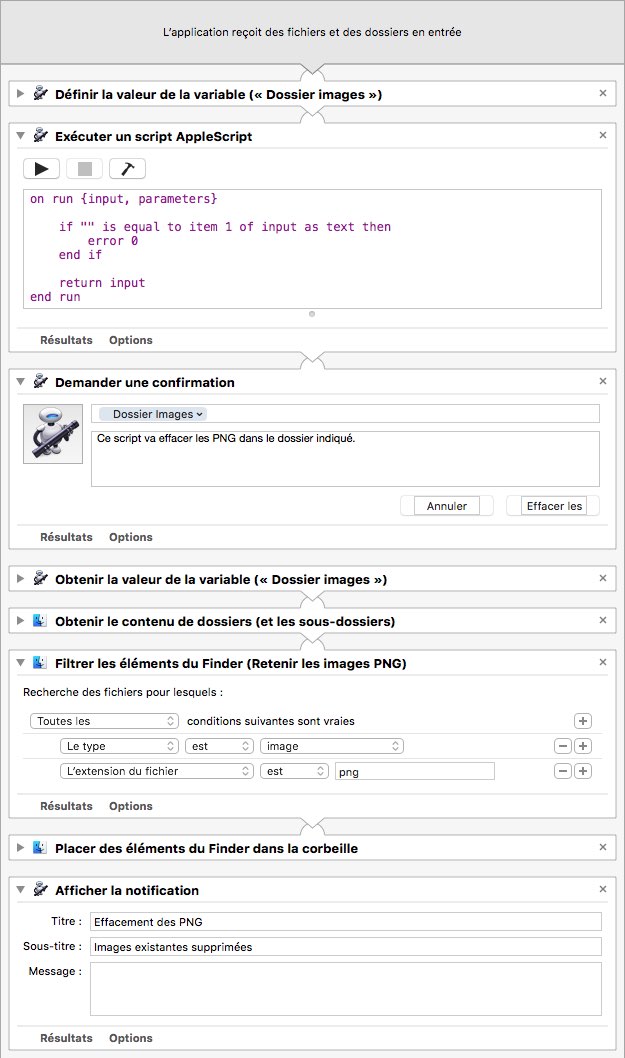 L'application reçoit des fichiers et des dossiers en entrée
Définir la valeur de la variable (« Dossier images »)
Exécuter un script AppleScript
on run {input, parameters}
if "" is equal to item 1 of input as text then
error 0
end if
return input
end run
Résultats Options
Demander une confirmation
Dossier Images
Ce script va effacer les PNG dans le dossier indiqué.
Annuler Effacer les
Résultats Options
Obtenir la valeur de la variable (« Dossier images »)
Obtenir le contenu de dossiers (et les sous-dossiers)
Filtrer les éléments du Finder (Retenir les images PNG)
Recherche des fichiers pour lesquels :
Toutes les conditions suivantes sont vraies
Le type est image
L'extension du fichier est png
Résultats Options
Placer des éléments du Finder dans la corbeille
Afficher la notification
Titre : Effacement des PNG
Sous-titre : Images existantes supprimées
Message :
Résultats Options